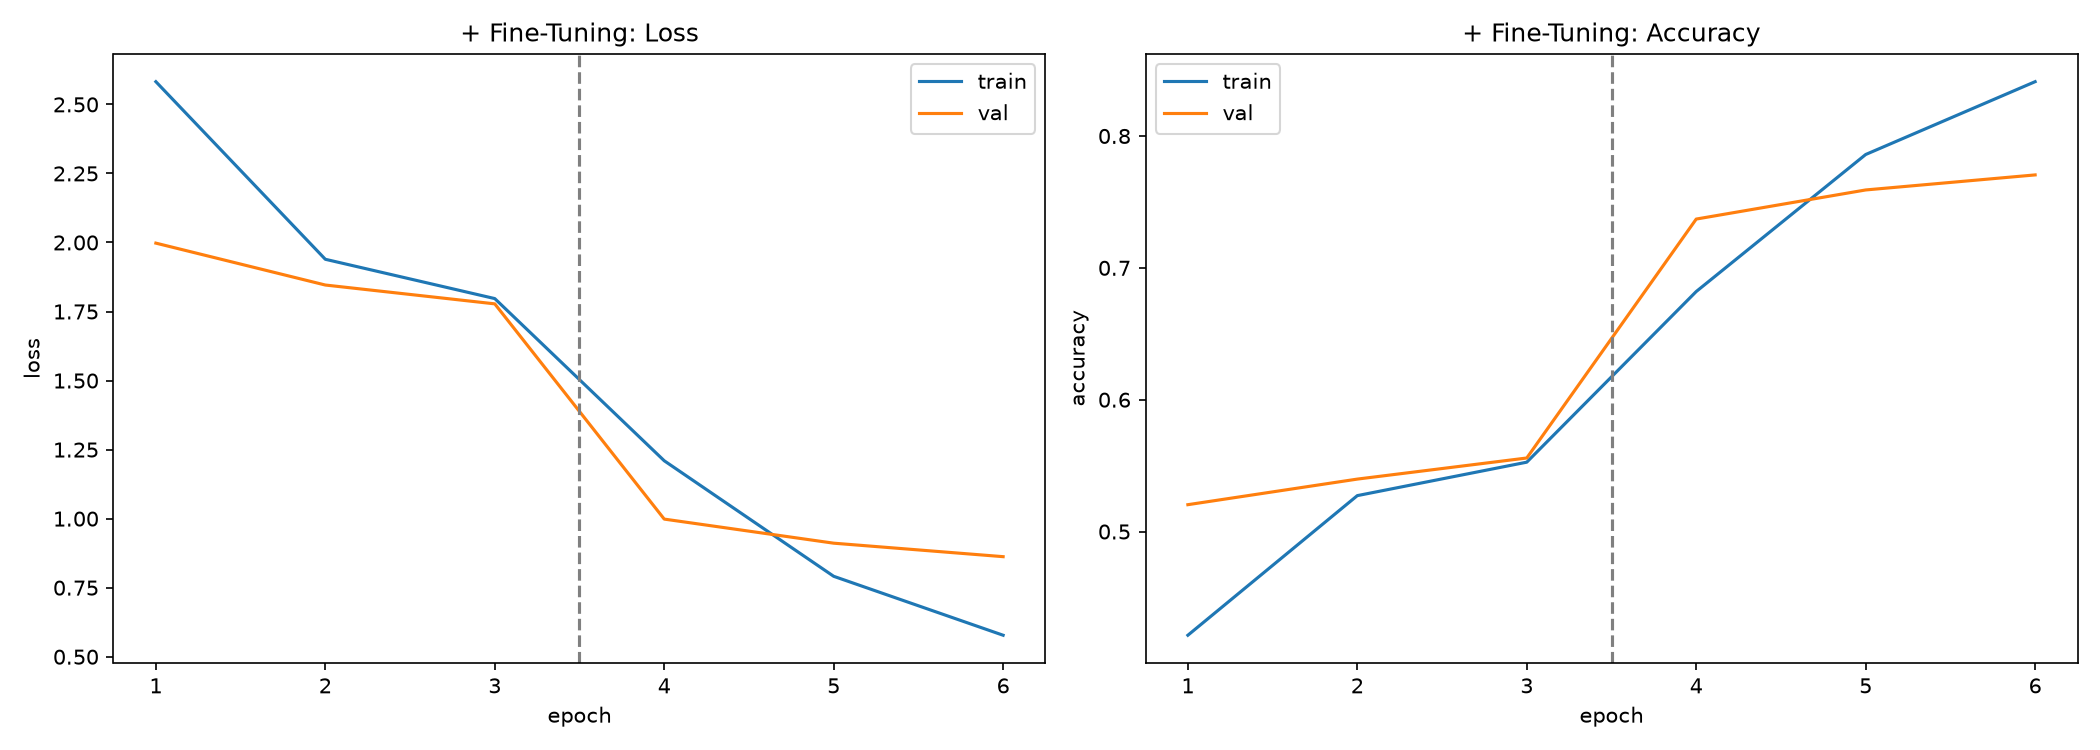 + Fine-Tuning: Loss
train
val
2.50
2.25
2.00
1.75
1.50
1.25
1.00
0.75
0.50
loss
1 2 3 4 5 6
epoch
+ Fine-Tuning: Accuracy
train
val
0.8
0.7
0.6
0.5
accuracy
1 2 3 4 5 6
epoch